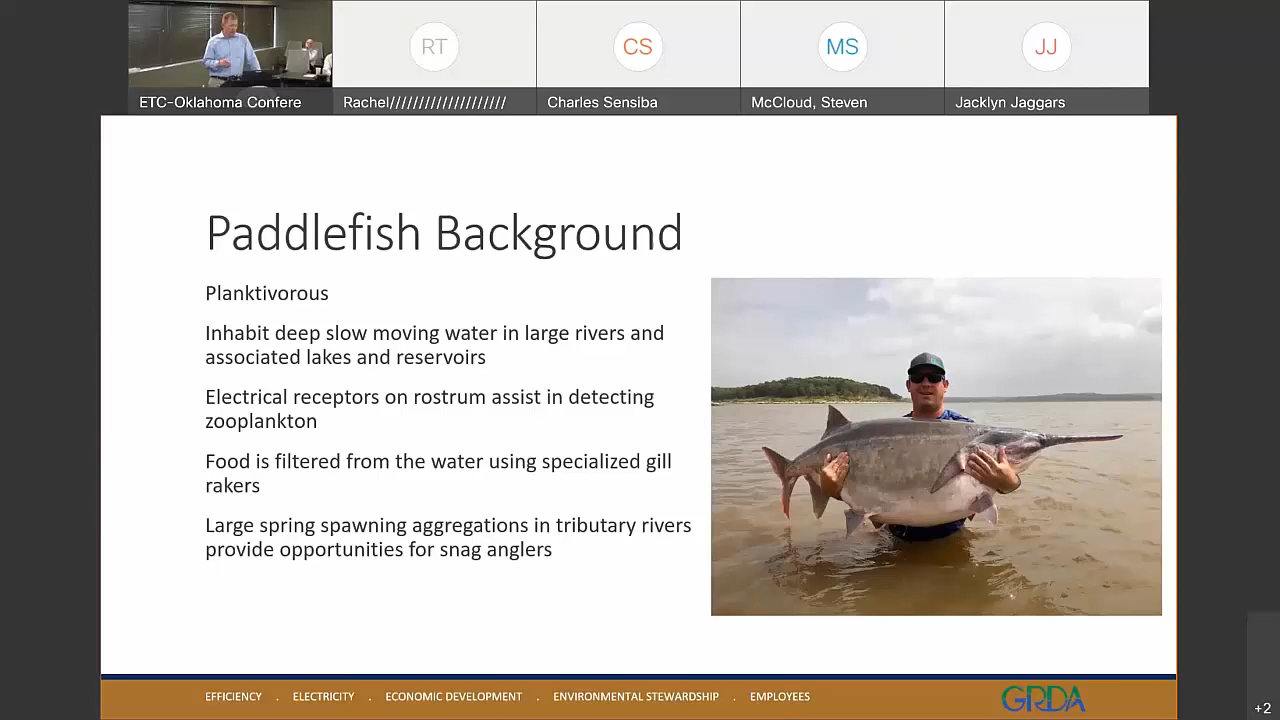 RT
CS
MS
JJ
ETC-Oklahoma Confere
Rachel////////////////////
Charles Sensiba
McCloud, Steven
Jacklyn Jaggars
Paddlefish Background
Planktivorous
Inhabit deep slow moving water in large rivers and
associated lakes and reservoirs
Electrical receptors on rostrum assist in detecting
zooplankton
Food is filtered from the water using specialized gill
rakers
Large spring spawning aggregations in tributary rivers
provide opportunities for snag anglers
EFFICIENCY . ELECTRICITY . ECONOMIC DEVELOPMENT . ENVIRONMENTAL STEWARDSHIP . EMPLOYEES
GRDA
+2